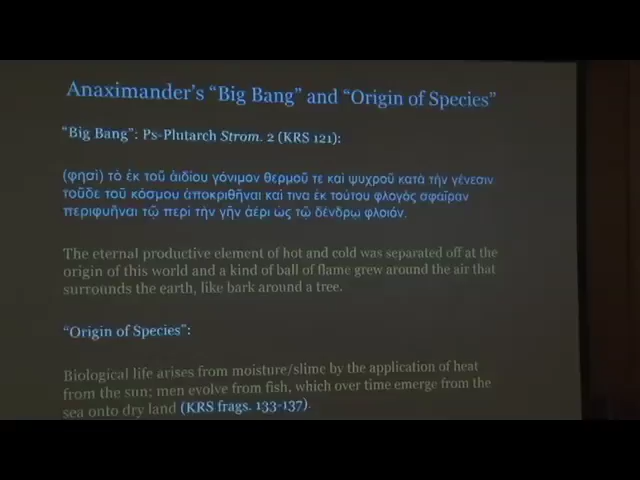 Anaximander's “Big Bang” and “Origin of Species”
“Big Bang”: Ps-Plutarch Strom. 2 (KRS 121):
(φησὶ) τὸ ἐκ τοῦ ἀιδίου γόνιμον θερμοῦ τε καὶ ψυχροῦ κατὰ τὴν γένεσιν
τοῦδε τοῦ κόσμου ἀποκριθῆναι καί τινα ἐκ τούτου φλογὸς σφαῖραν
περιφυῆναι τῷ περὶ τὴν γῆν ἀέρι ὡς τῷ δένδρῳ φλοιόν.
The eternal productive element of hot and cold was separated off at the
origin of this world and a kind of ball of flame grew around the air that
surrounds the earth, like bark around a tree.
“Origin of Species”:
Biological life arises from moisture/slime by the application of heat
from the sun; men evolve from fish, which over time emerge from the
sea onto dry land (KRS frags. 133-137).